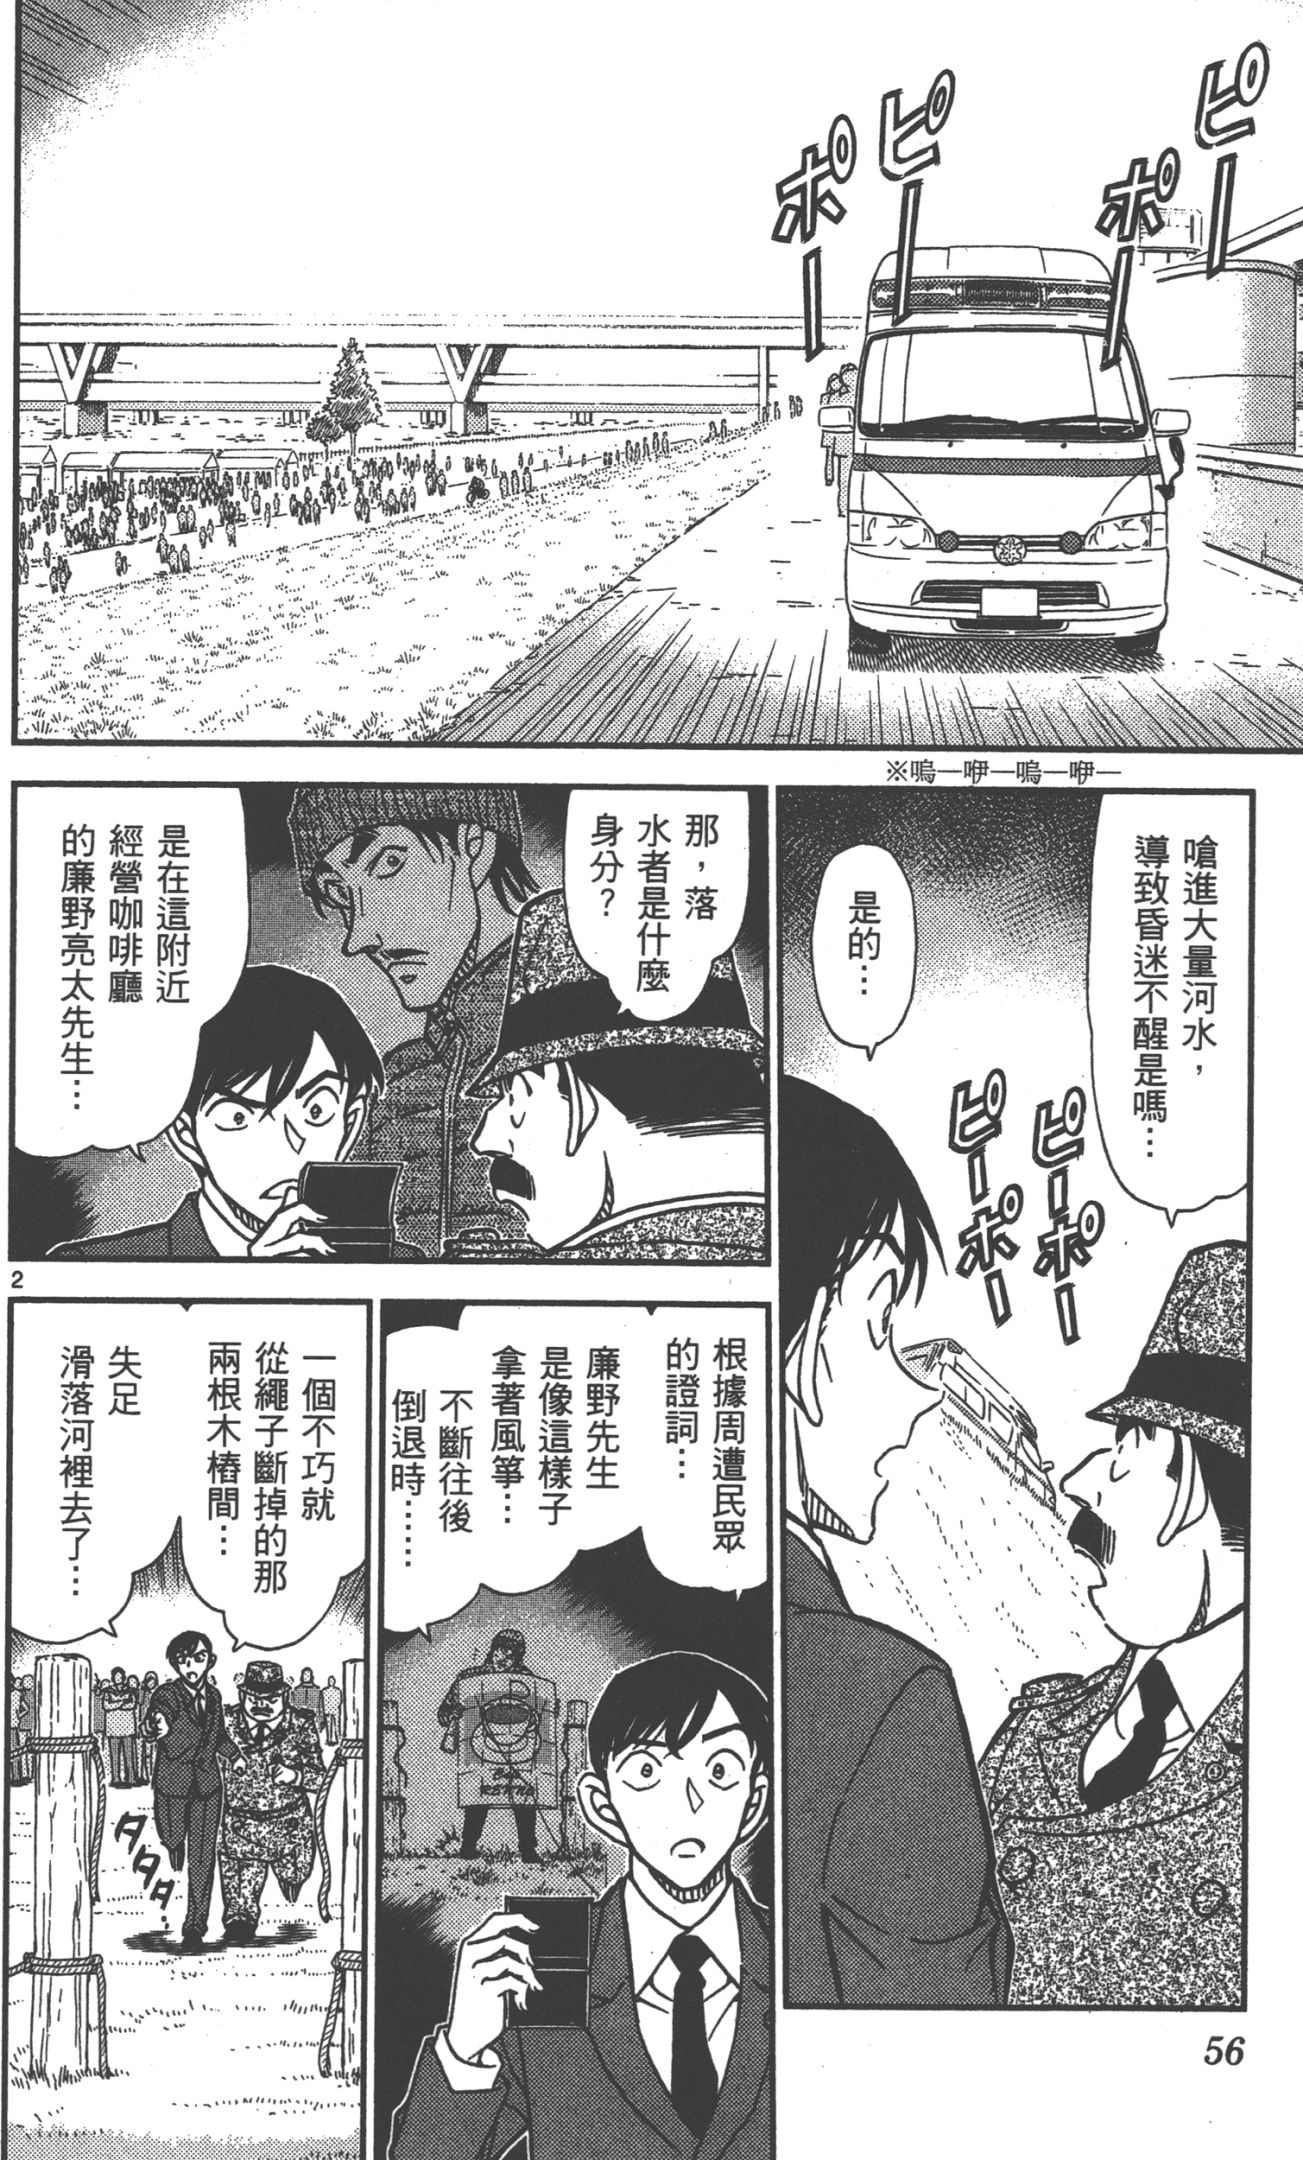 ピーポー
ピーポー
※嗚—咿—嗚—咿—
嗆進大量河水，
導致昏迷不醒是嗎…
是的…
ピーポー
ピーポー
那，落
水者是什麼
身分？
是在這附近
經營咖啡廳
的廉野亮太先生…
2
根據周遭民眾
的證詞…
廉野先生
是像這樣子
拿著風箏…
不斷往後
倒退時……
一個不巧就
從繩子斷掉的那
兩根木樁間…
失足
滑落河裡去了…
タタタ…
56